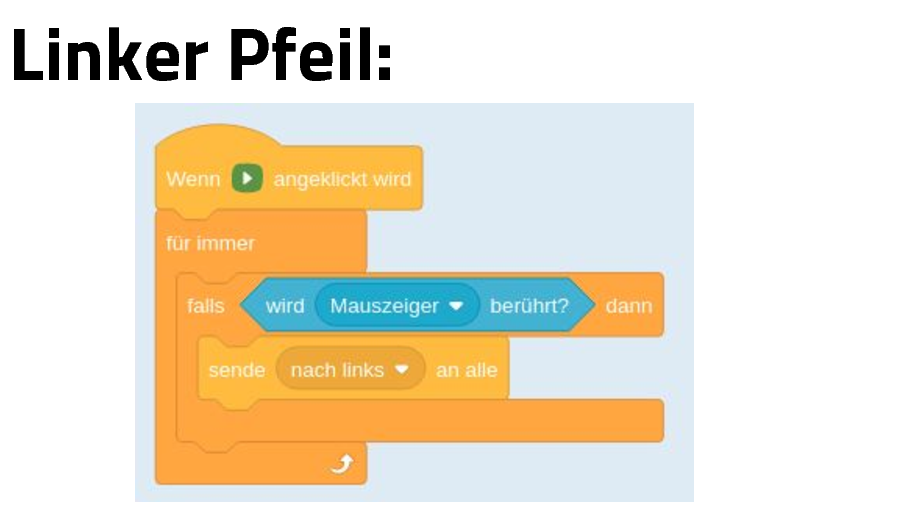 Linker Pfeil:
Wenn angeklickt wird
für immer
falls wird Mauszeiger berührt? dann
sende nach links an alle